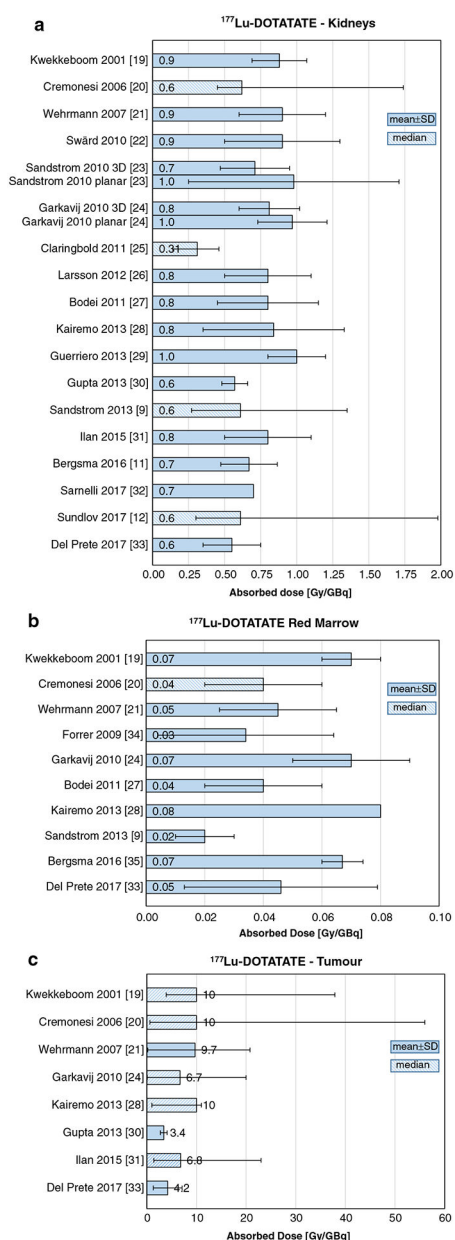 a
¹⁷⁷Lu-DOTATATE - Kidneys
Kwekkeboom 2001 [19] 0.9
Cremonesi 2006 [20] 0.6
Wehrmann 2007 [21] 0.9
Swärd 2010 [22] 0.9
Sandstrom 2010 3D [23] 0.7
Sandstrom 2010 planar [23] 1.0
Garkavij 2010 3D [24] 0.8
Garkavij 2010 planar [24] 1.0
Claringbold 2011 [25] 0.31
Larsson 2012 [26] 0.8
Bodei 2011 [27] 0.8
Kairemo 2013 [28] 0.8
Guerriero 2013 [29] 1.0
Gupta 2013 [30] 0.6
Sandstrom 2013 [9] 0.6
Ilan 2015 [31] 0.8
Bergsma 2016 [11] 0.7
Sarnelli 2017 [32] 0.7
Sundlov 2017 [12] 0.6
Del Prete 2017 [33] 0.6
mean±SD
median
0.00 0.25 0.50 0.75 1.00 1.25 1.50 1.75 2.00
Absorbed dose [Gy/GBq]
b
¹⁷⁷Lu-DOTATATE Red Marrow
Kwekkeboom 2001 [19] 0.07
Cremonesi 2006 [20] 0.04
Wehrmann 2007 [21] 0.05
Forrer 2009 [34] 0.03
Garkavij 2010 [24] 0.07
Bodei 2011 [27] 0.04
Kairemo 2013 [28] 0.08
Sandstrom 2013 [9] 0.02
Bergsma 2016 [35] 0.07
Del Prete 2017 [33] 0.05
mean±SD
median
0.00 0.02 0.04 0.06 0.08 0.10
Absorbed Dose [Gy/GBq]
c
¹⁷⁷Lu-DOTATATE - Tumour
Kwekkeboom 2001 [19] 10
Cremonesi 2006 [20] 10
Wehrmann 2007 [21] 9.7
Garkavij 2010 [24] 6.7
Kairemo 2013 [28] 10
Gupta 2013 [30] 3.4
Ilan 2015 [31] 6.8
Del Prete 2017 [33] 4.2
mean±SD
median
0 10 20 30 40 50 60
Absorbed Dose [Gy/GBq]